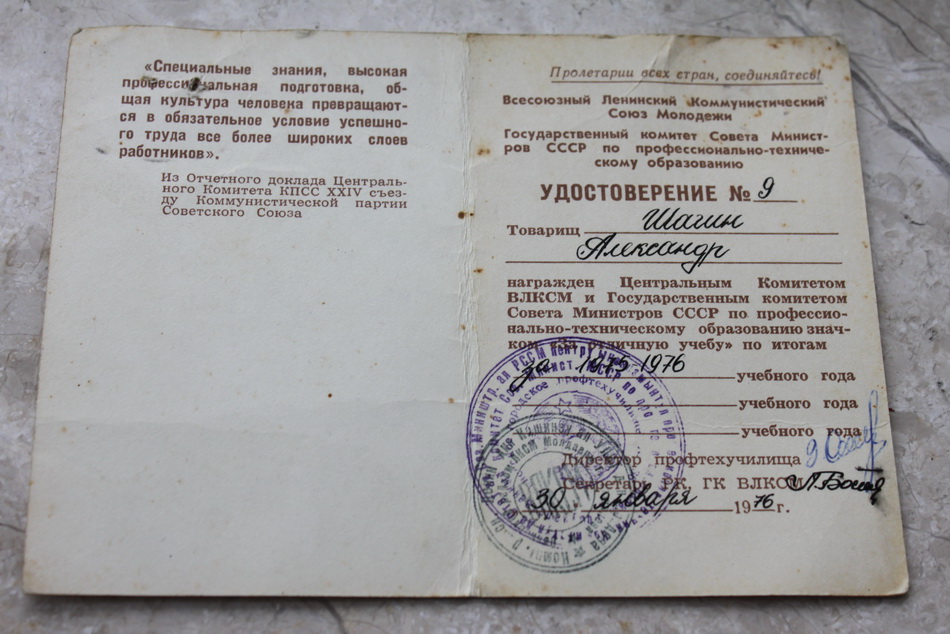 «Специальные знания, высокая
профессиональная подготовка, об-
щая культура человека превращают-
ся в обязательное условие успешно-
го труда все более широких слоев
работников».
Из Отчетного доклада Централь-
ного Комитета КПСС XXIV съез-
ду Коммунистической партии
Советского Союза
Пролетарии всех стран, соединяйтесь!
Всесоюзный Ленинский Коммунистический
Союз Молодежи
Государственный комитет Совета Минист-
ров СССР по профессионально-техниче-
скому образованию
УДОСТОВЕРЕНИЕ № 9
Товарищ Шагин
Александр
награжден Центральным Комитетом
ВЛКСМ и Государственным комитетом
Совета Министров СССР по профессио-
нально-техническому образованию знач-
ком «За отличную учебу» по итогам
за 1975-1976 учебного года
учебного года
учебного года
Директор профтехучилища
Секретарь РК, ГК ВЛКСМ
30 января 1976 г.